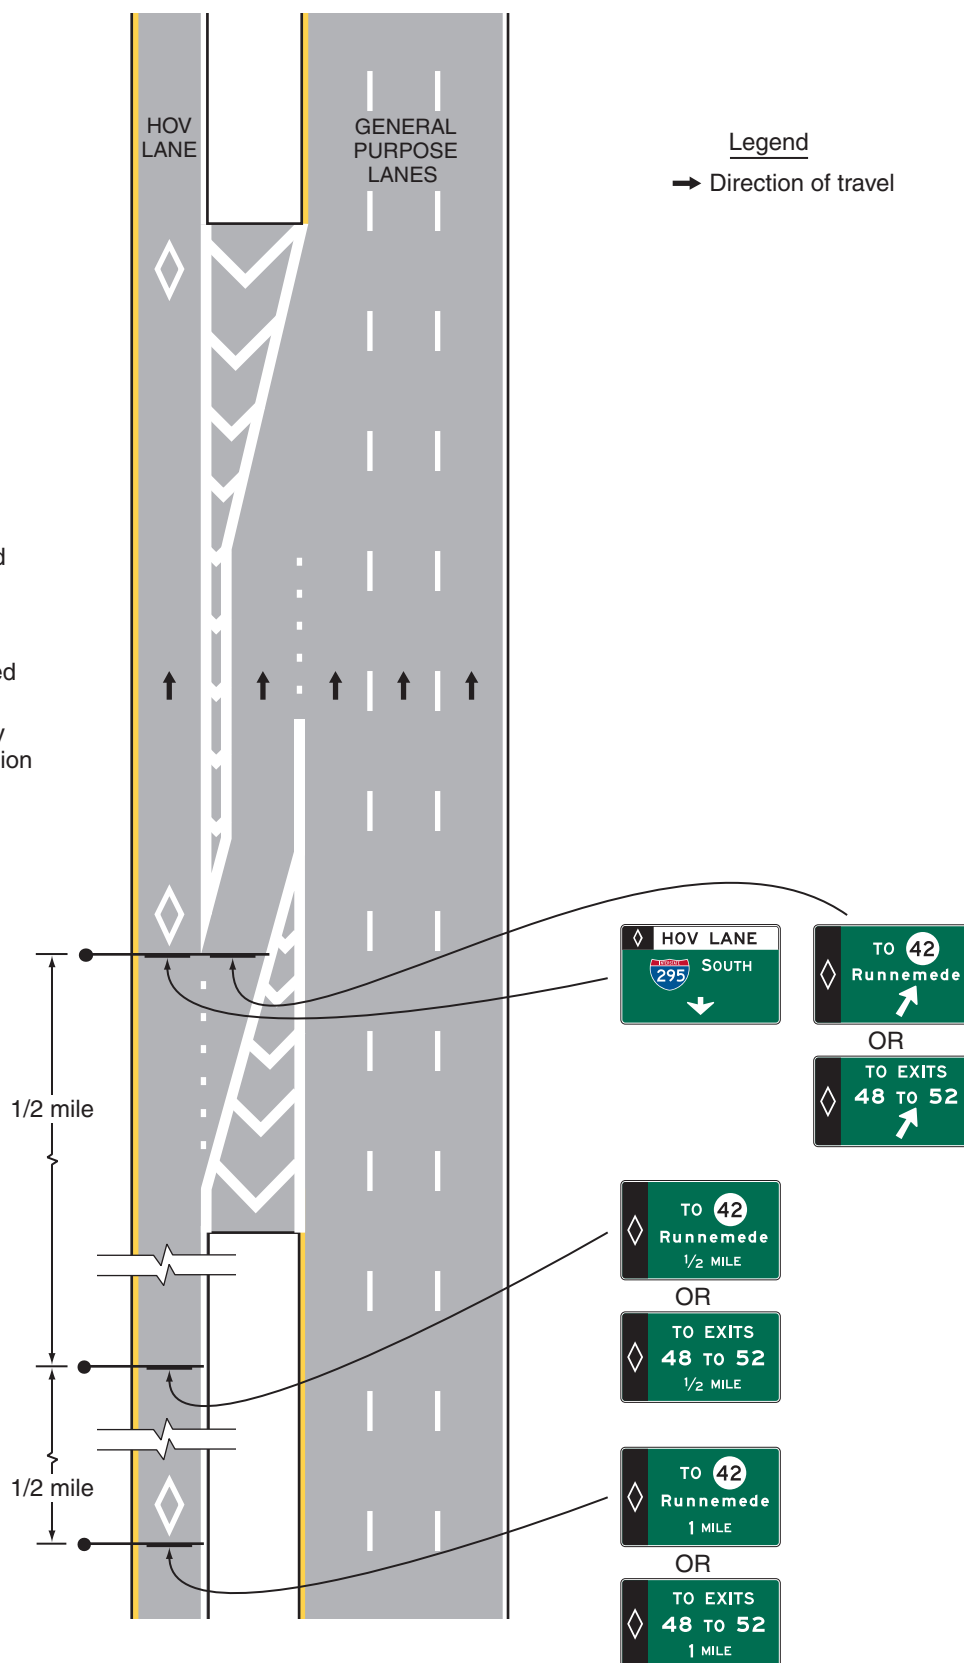 HOV
LANE
GENERAL
PURPOSE
LANES
Legend
Direction of travel
HOV LANE
INTERSTATE
295
SOUTH
TO 42
Runnemede
OR
TO EXITS
48 TO 52
1/2 mile
TO 42
Runnemede
1/2 MILE
OR
TO EXITS
48 TO 52
1/2 MILE
1/2 mile
TO 42
Runnemede
1 MILE
OR
TO EXITS
48 TO 52
1 MILE